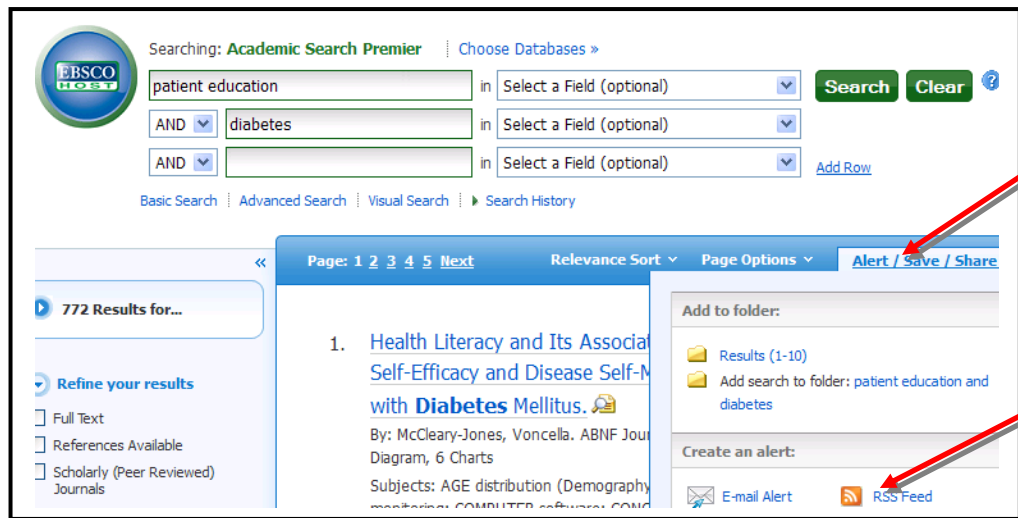 EBSCO
HOST
Searching: Academic Search Premier Choose Databases »
patient education in Select a Field (optional) Search Clear ?
AND diabetes in Select a Field (optional)
AND in Select a Field (optional) Add Row
Basic Search Advanced Search Visual Search Search History
« Page: 1 2 3 4 5 Next Relevance Sort Page Options Alert / Save / Share
772 Results for...
Refine your results
Full Text
References Available
Scholarly (Peer Reviewed)
Journals
1. Health Literacy and Its Associat
Self-Efficacy and Disease Self-M
with Diabetes Mellitus.
By: McCleary-Jones, Voncella. ABNF Jour
Diagram, 6 Charts
Subjects: AGE distribution (Demography
monitoring; COMPUTER software; CONC
Add to folder:
Results (1-10)
Add search to folder: patient education and
diabetes
Create an alert:
E-mail Alert RSS Feed